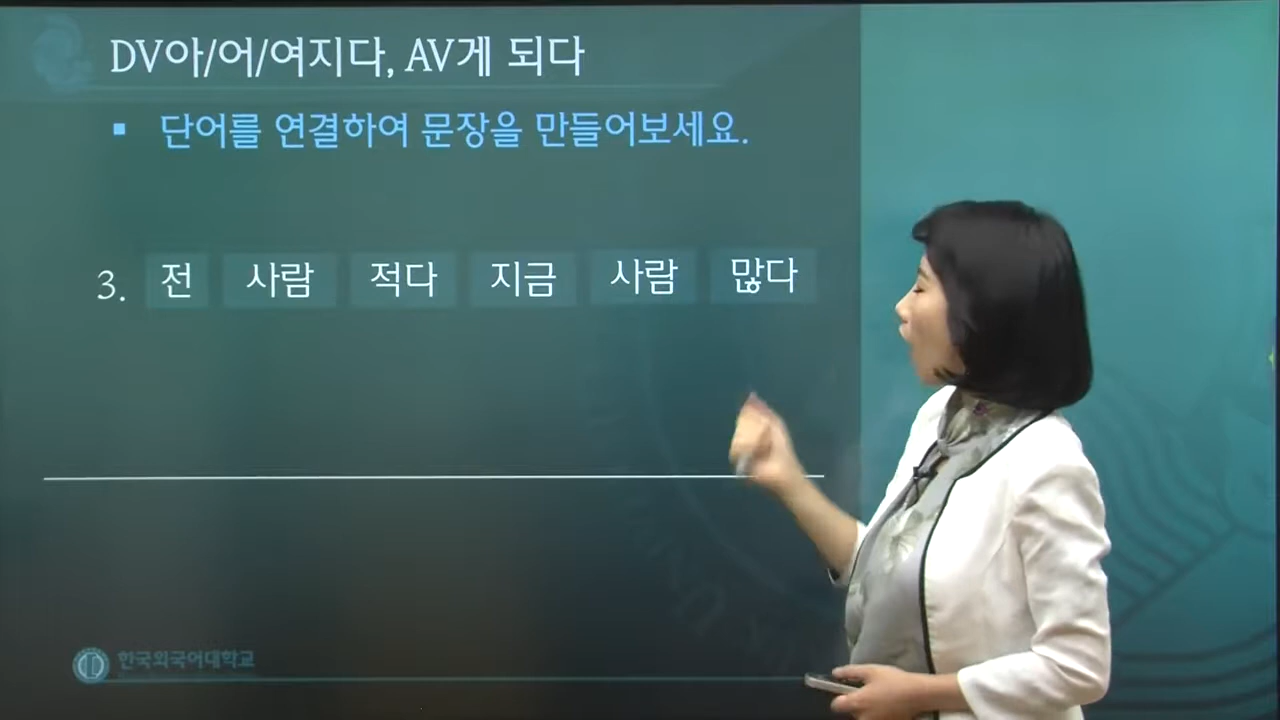 DV아/어/여지다, AV게 되다
▪ 단어를 연결하여 문장을 만들어보세요.
3. 전 사람 적다 지금 사람 많다
한국외국어대학교